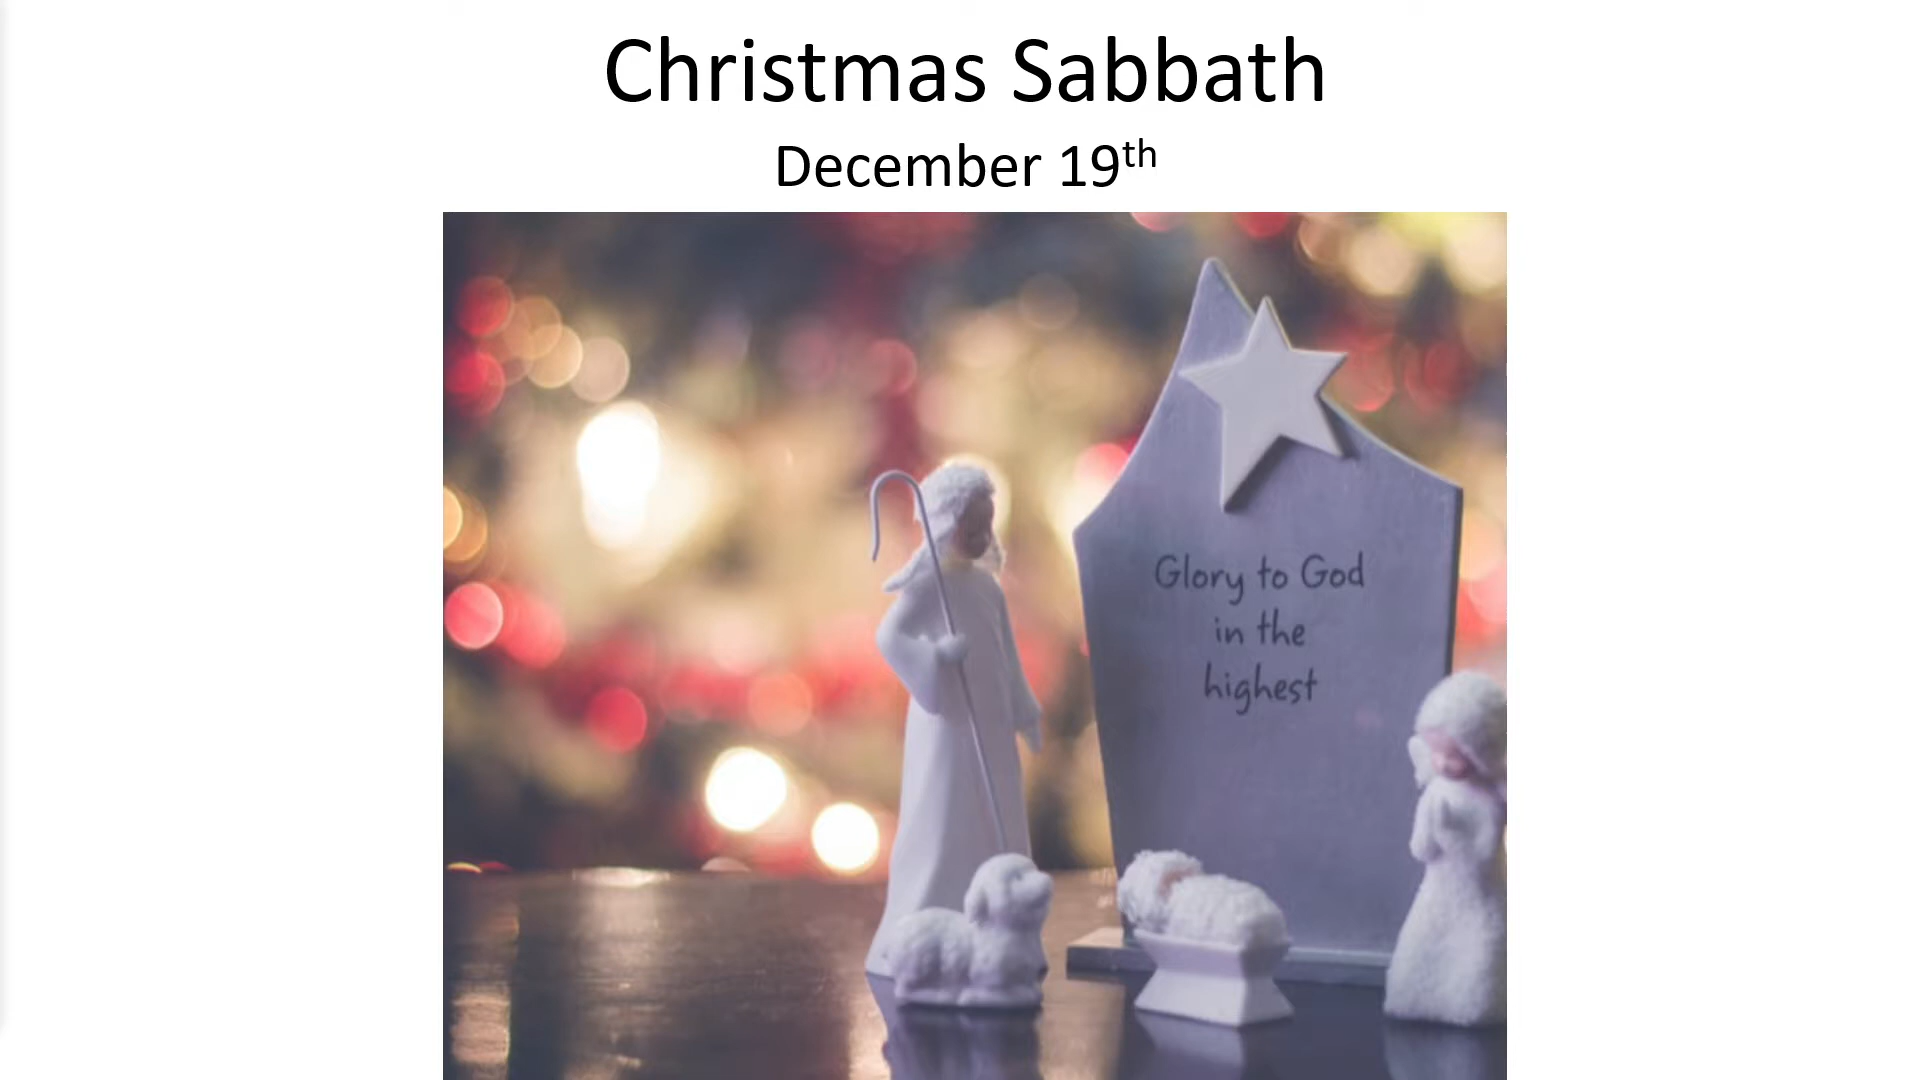 Christmas Sabbath
December 19th
Glory to God
in the
highest